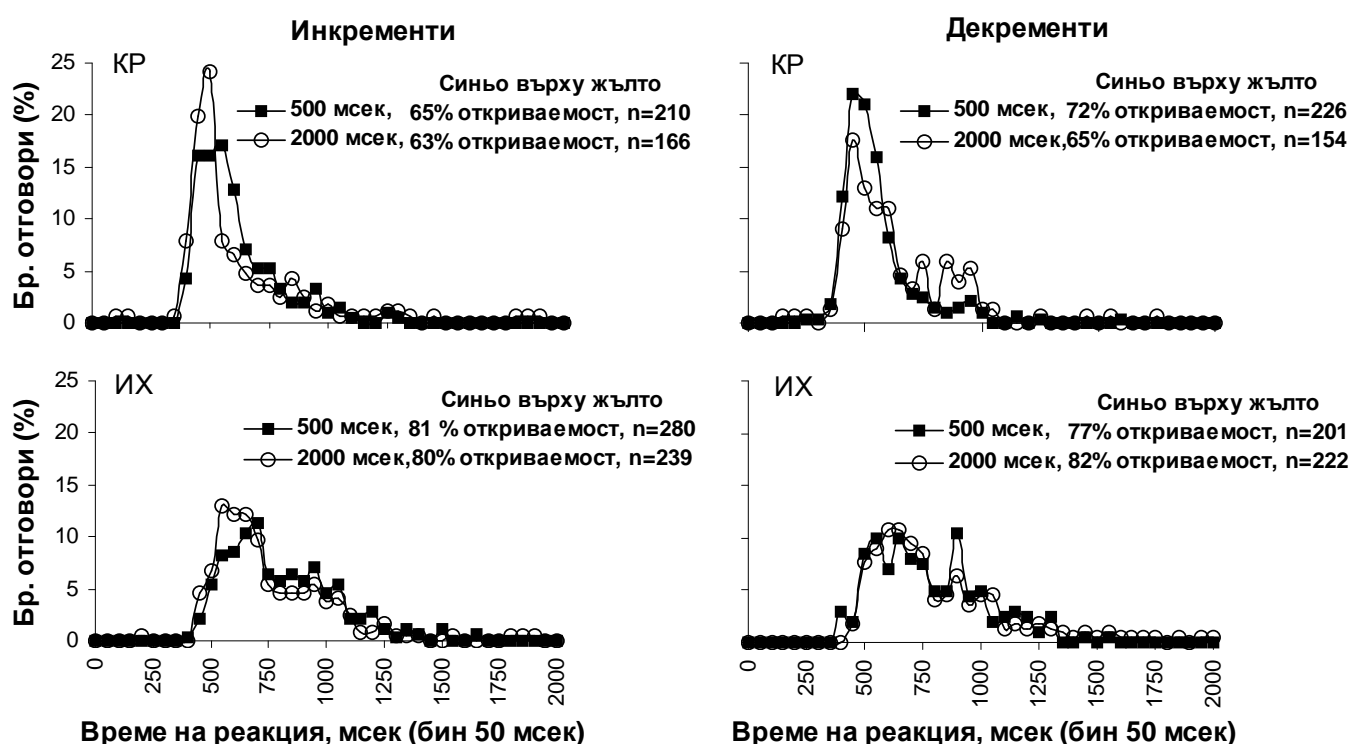 Инкременти
КР
Синьо върху жълто
500 мсек, 65% откриваемост, n=210
2000 мсек, 63% откриваемост, n=166
Бр. отговори (%)
25
20
15
10
5
0
Декременти
КР
Синьо върху жълто
500 мсек, 72% откриваемост, n=226
2000 мсек,65% откриваемост, n=154
ИХ
Синьо върху жълто
500 мсек, 81 % откриваемост, n=280
2000 мсек,80% откриваемост, n=239
Бр. отговори (%)
25
20
15
10
5
0
0 250 500 750 1000 1250 1500 1750 2000
Време на реакция, мсек (бин 50 мсек)
ИХ
Синьо върху жълто
500 мсек, 77% откриваемост, n=201
2000 мсек, 82% откриваемост, n=222
0 250 500 750 1000 1250 1500 1750 2000
Време на реакция, мсек (бин 50 мсек)